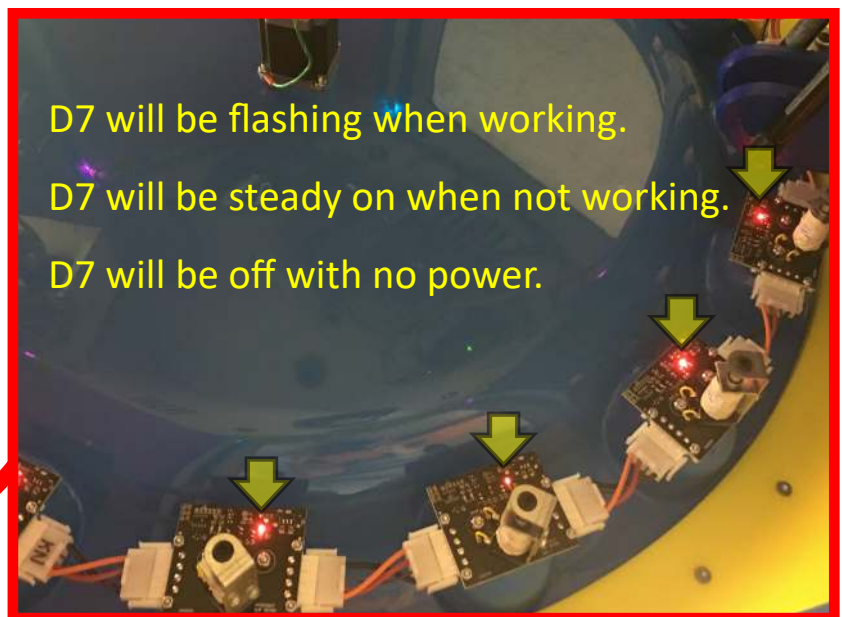 D7 will be flashing when working.
D7 will be steady on when not working.
D7 will be off with no power.